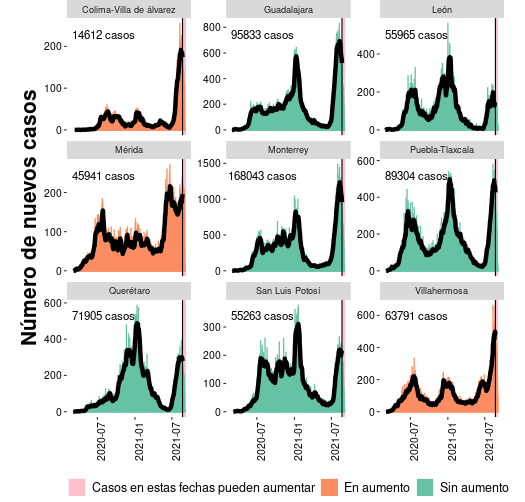 Colima-Villa de álvarez
Guadalajara
León
14612 casos
95833 casos
55965 casos
0
100
200
0
200
400
600
800
0
200
400
Mérida
Monterrey
Puebla-Tlaxcala
45941 casos
168043 casos
89304 casos
0
100
200
0
500
1000
1500
0
200
400
600
Querétaro
San Luis Potosí
Villahermosa
71905 casos
55263 casos
63791 casos
0
200
400
600
0
100
200
300
0
200
400
600
2020-07
2021-01
2021-07
2020-07
2021-01
2021-07
2020-07
2021-01
2021-07
Número de nuevos casos
Casos en estas fechas pueden aumentar
En aumento
Sin aumento